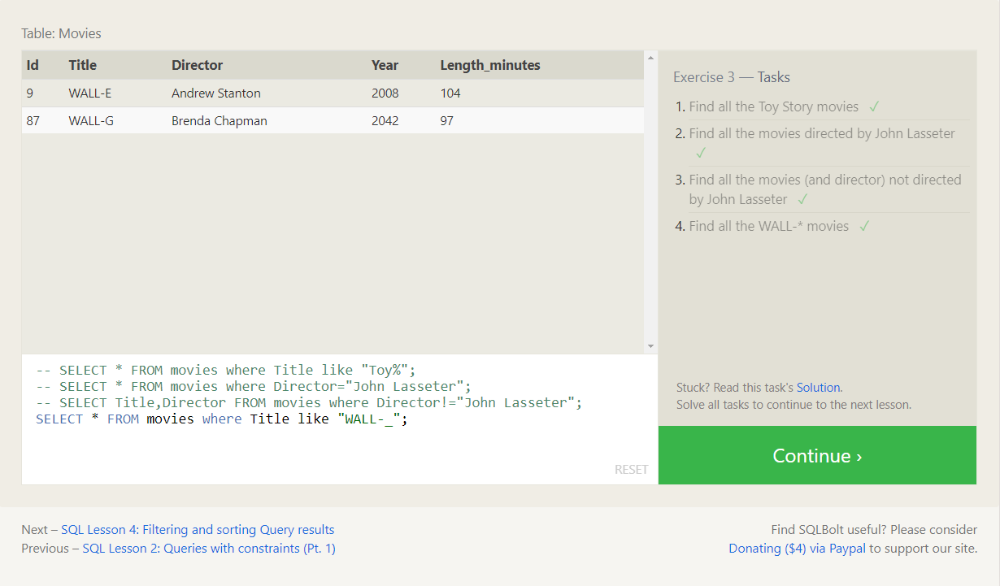 Table: Movies
Id Title Director Year Length_minutes
9 WALL-E Andrew Stanton 2008 104
87 WALL-G Brenda Chapman 2042 97
Exercise 3 — Tasks
1. Find all the Toy Story movies ✓
2. Find all the movies directed by John Lasseter
✓
3. Find all the movies (and director) not directed
by John Lasseter ✓
4. Find all the WALL-* movies ✓
-- SELECT * FROM movies where Title like "Toy%";
-- SELECT * FROM movies where Director="John Lasseter";
-- SELECT Title,Director FROM movies where Director!="John Lasseter";
SELECT * FROM movies where Title like "WALL-_";
RESET
Stuck? Read this task's Solution.
Solve all tasks to continue to the next lesson.
Continue ›
Next – SQL Lesson 4: Filtering and sorting Query results
Previous – SQL Lesson 2: Queries with constraints (Pt. 1)
Find SQLBolt useful? Please consider
Donating ($4) via Paypal to support our site.